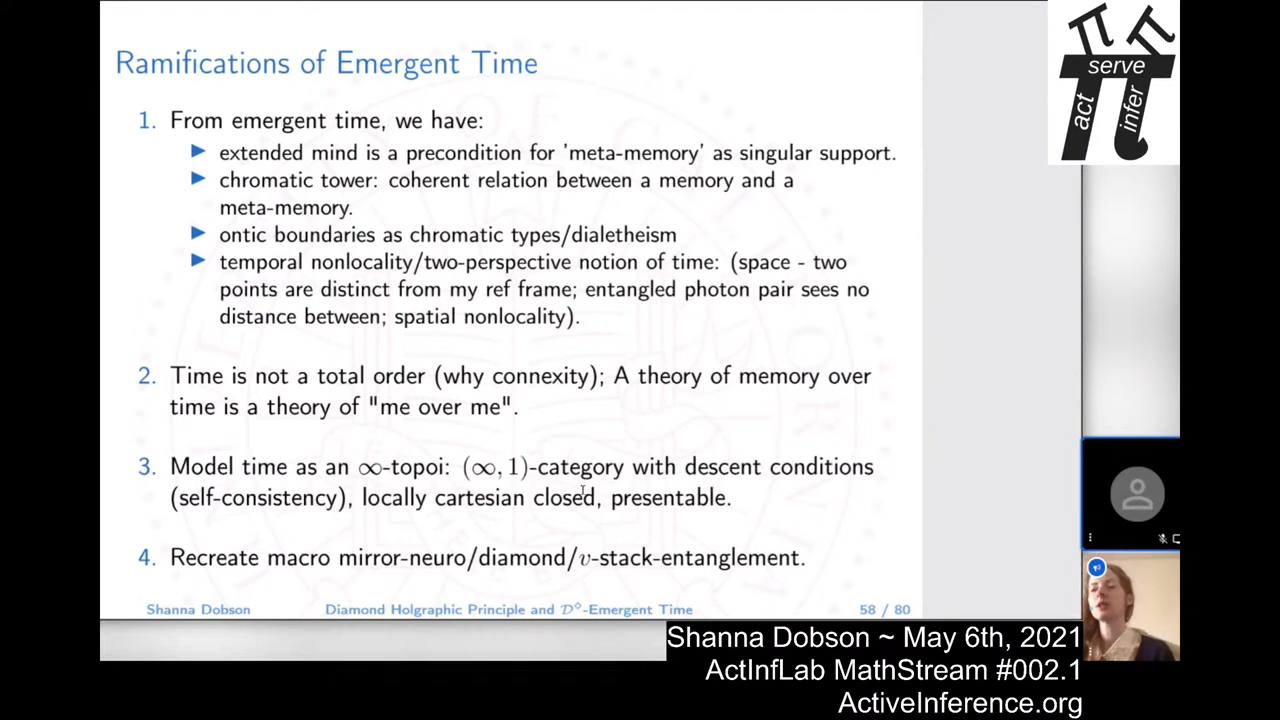 Ramifications of Emergent Time
1. From emergent time, we have:
▶ extended mind is a precondition for 'meta-memory' as singular support.
▶ chromatic tower: coherent relation between a memory and a
meta-memory.
▶ ontic boundaries as chromatic types/dialetheism
▶ temporal nonlocality/two-perspective notion of time: (space - two
points are distinct from my ref frame; entangled photon pair sees no
distance between; spatial nonlocality).
2. Time is not a total order (why connexity); A theory of memory over
time is a theory of "me over me".
3. Model time as an ∞-topoi: (∞, 1)-category with descent conditions
(self-consistency), locally cartesian closed, presentable.
4. Recreate macro mirror-neuro/diamond/v-stack-entanglement.
Shanna Dobson Diamond Holographic Principle and 𝒟^◇-Emergent Time 58 / 80
π π
serve
act
infer
Shanna Dobson ~ May 6th, 2021
ActInfLab MathStream #002.1
ActiveInference.org